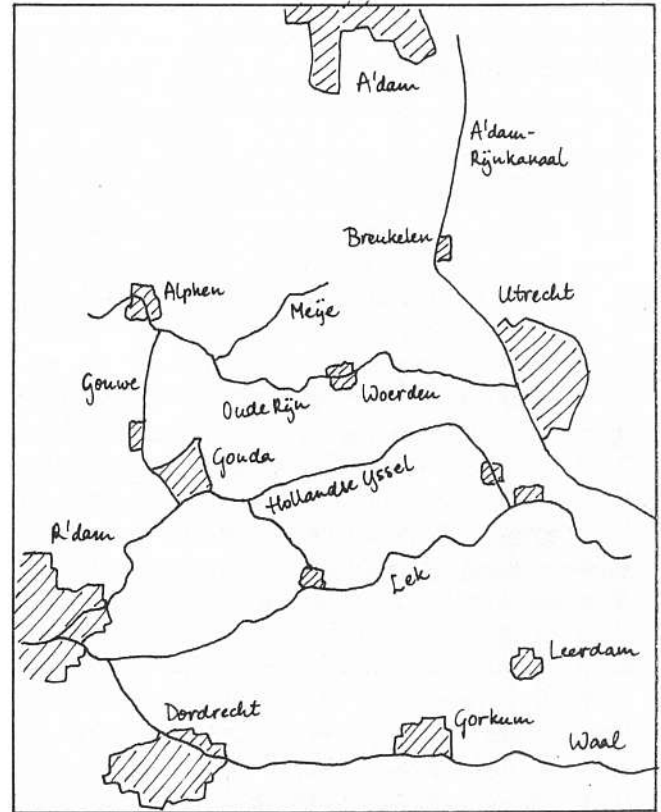 A'dam
A'dam-
Rijnkanaal
Breukelen
Alphen
Meije
Utrecht
Gouwe
Oude Rijn
Woerden
Gouda
Hollandse Yssel
R'dam
Lek
Leerdam
Dordrecht
Gorkum
Waal